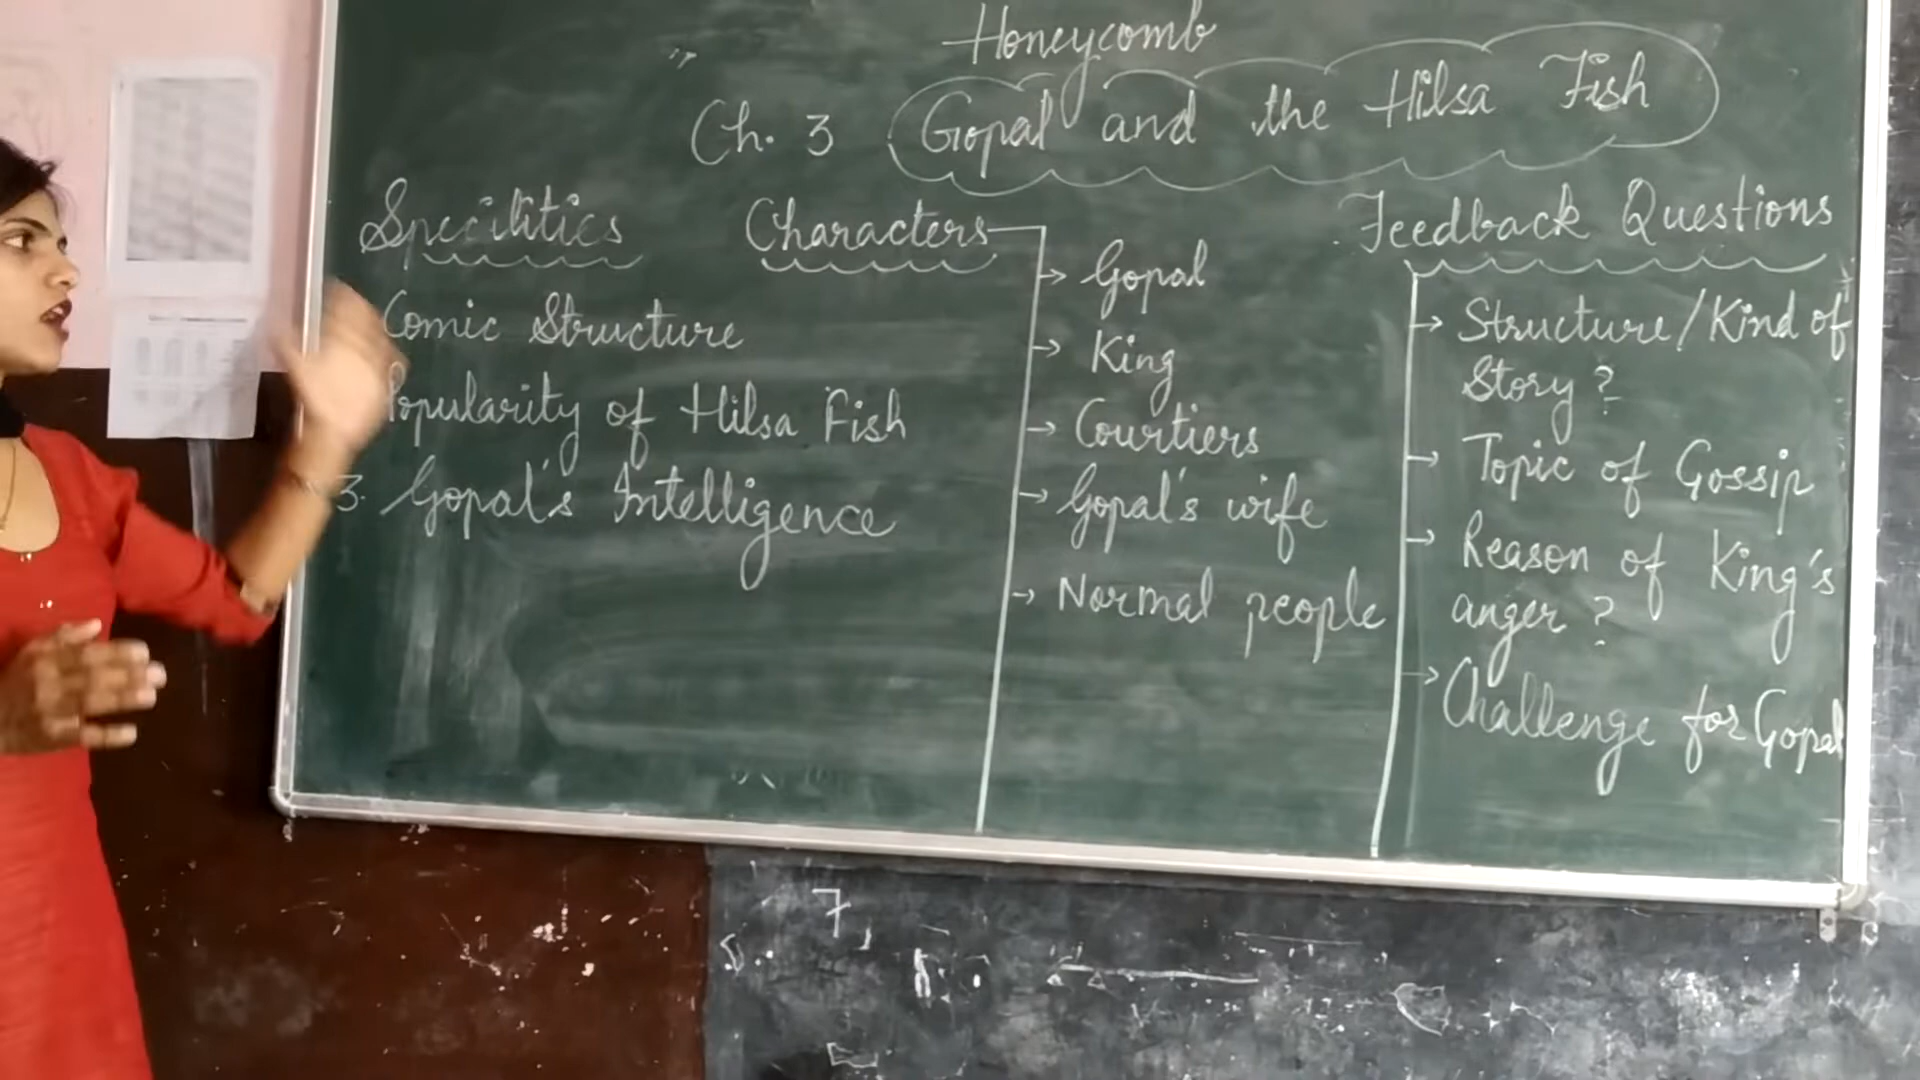 Honeycomb
Ch. 3 Gopal and the Hilsa Fish
Specilities
Comic Structure
Popularity of Hilsa Fish
3. Gopal's Intelligence
Characters
→ Gopal
→ King
→ Courtiers
→ Gopal's wife
→ Normal people
Feedback Questions
→ Structure/Kind of
Story ?
→ Topic of Gossip
→ Reason of King's
anger ?
→ Challenge for Gopal
7